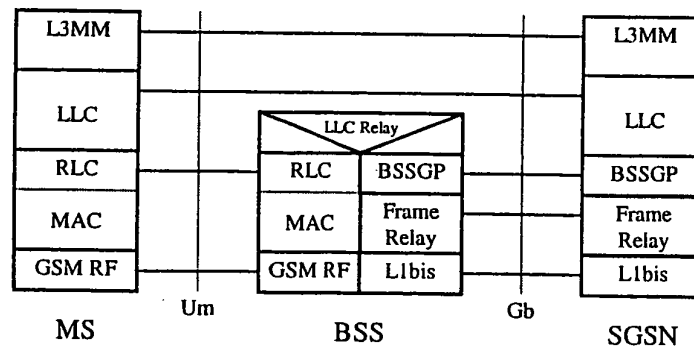 L3MM
L3MM
LLC
LLC Relay
LLC
RLC
RLC
BSSGP
BSSGP
MAC
MAC
Frame
Relay
Frame
Relay
GSM RF
GSM RF
L1bis
L1bis
Um
Gb
MS
BSS
SGSN